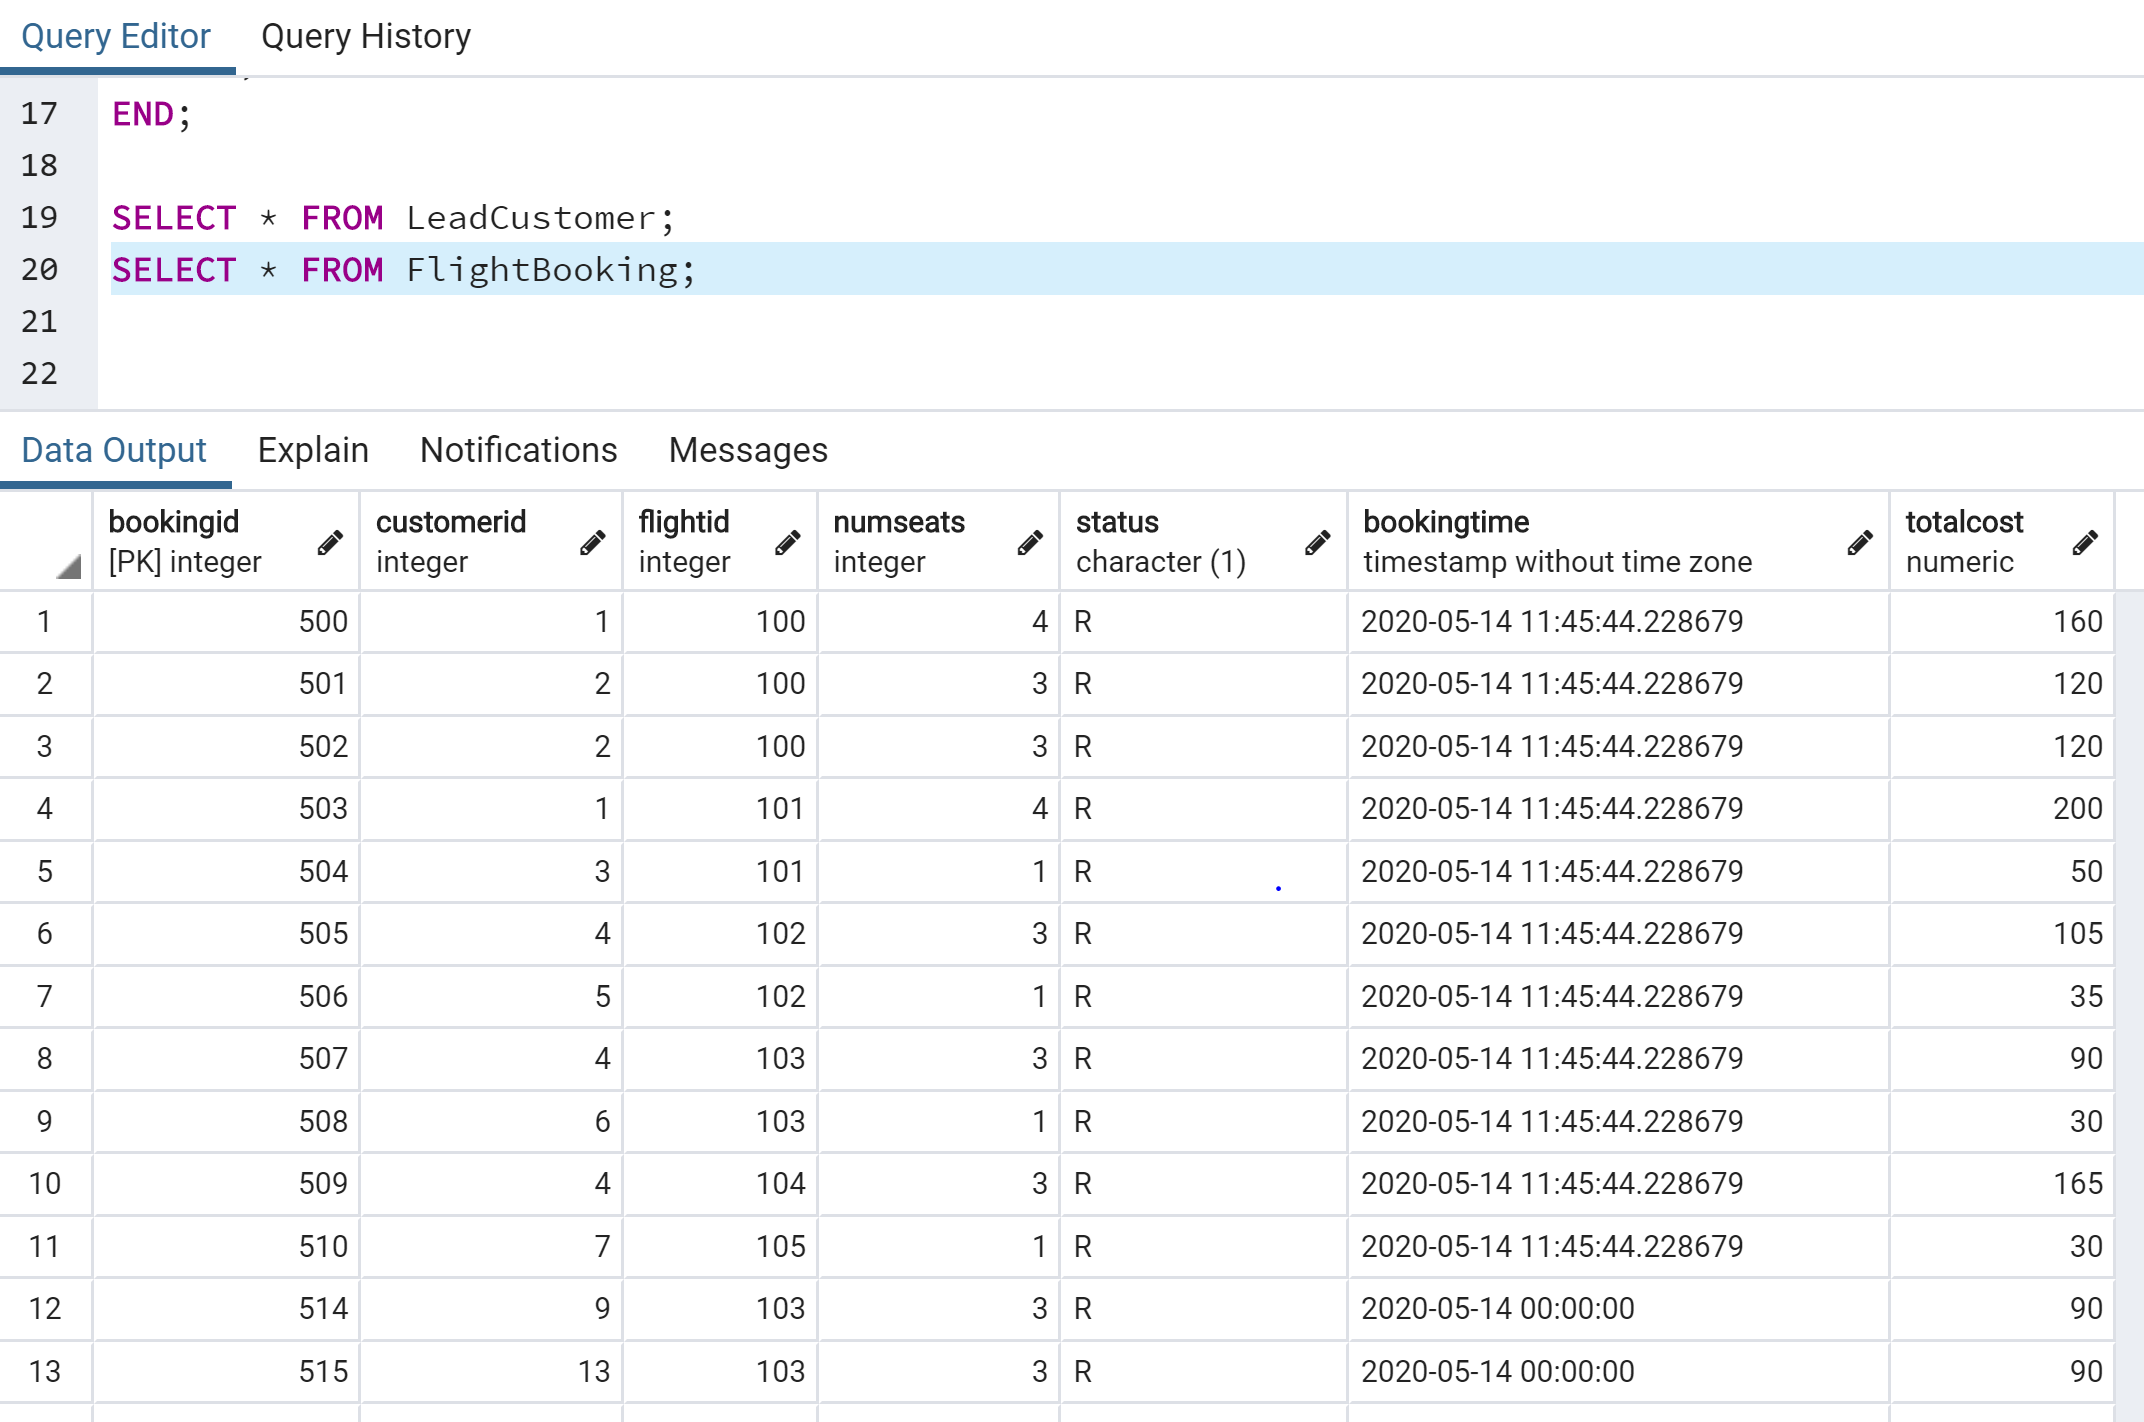 Query Editor Query History
17 END;
18
19 SELECT * FROM LeadCustomer;
20 SELECT * FROM FlightBooking;
21
22
Data Output Explain Notifications Messages
bookingid customerid flightid numseats status bookingtime totalcost
[PK] integer integer integer integer character (1) timestamp without time zone numeric
1 500 1 100 4 R 2020-05-14 11:45:44.228679 160
2 501 2 100 3 R 2020-05-14 11:45:44.228679 120
3 502 2 100 3 R 2020-05-14 11:45:44.228679 120
4 503 1 101 4 R 2020-05-14 11:45:44.228679 200
5 504 3 101 1 R 2020-05-14 11:45:44.228679 50
6 505 4 102 3 R 2020-05-14 11:45:44.228679 105
7 506 5 102 1 R 2020-05-14 11:45:44.228679 35
8 507 4 103 3 R 2020-05-14 11:45:44.228679 90
9 508 6 103 1 R 2020-05-14 11:45:44.228679 30
10 509 4 104 3 R 2020-05-14 11:45:44.228679 165
11 510 7 105 1 R 2020-05-14 11:45:44.228679 30
12 514 9 103 3 R 2020-05-14 00:00:00 90
13 515 13 103 3 R 2020-05-14 00:00:00 90